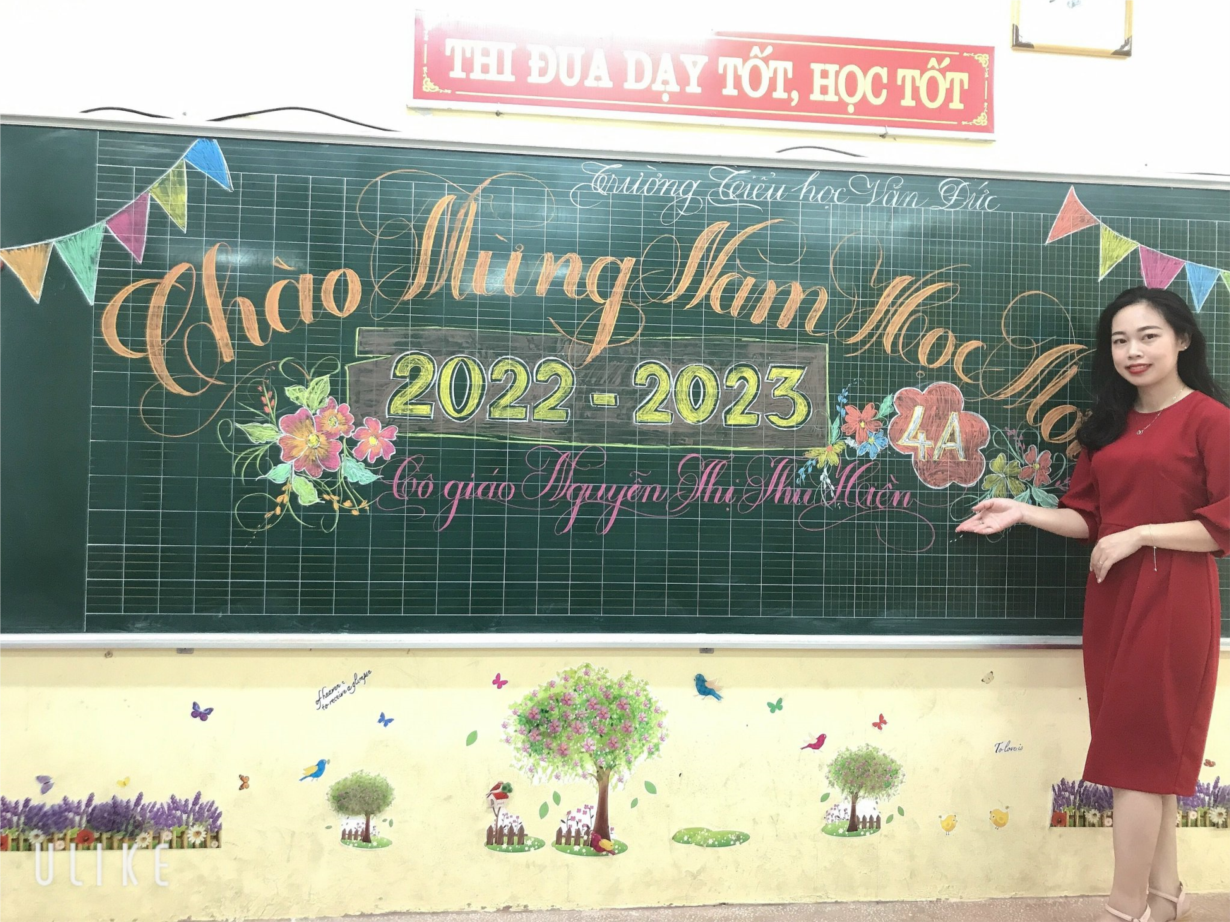 THI ĐUA DẠY TỐT, HỌC TỐT
Trường Tiểu học Văn Đức
Chào Mừng Năm Học Mới
2022 - 2023
4A
Cô giáo Nguyễn Thị Thu Hiền
ULIKE